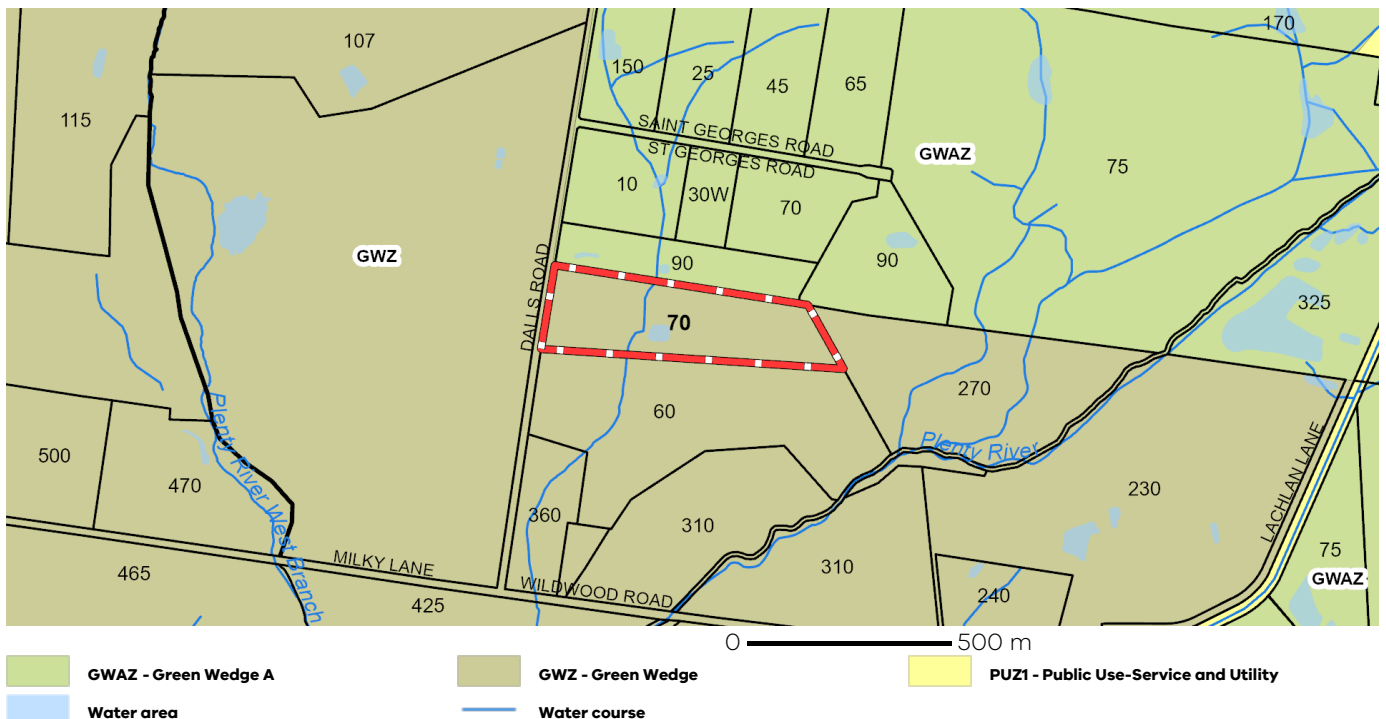 170
107
150
25
45
65
115
SAINT GEORGES ROAD
ST GEORGES ROAD
GWAZ
75
10
30W
70
GWZ
DALLS ROAD
90
90
325
70
270
60
Plenty River
500
470
Plenty River West Branch
360
310
230
LACHLAN LANE
MILKY LANE
310
75
465
WILDWOOD ROAD
GWAZ
425
240
0 500 m
GWAZ - Green Wedge A
GWZ - Green Wedge
PUZ1 - Public Use-Service and Utility
Water area
Water course